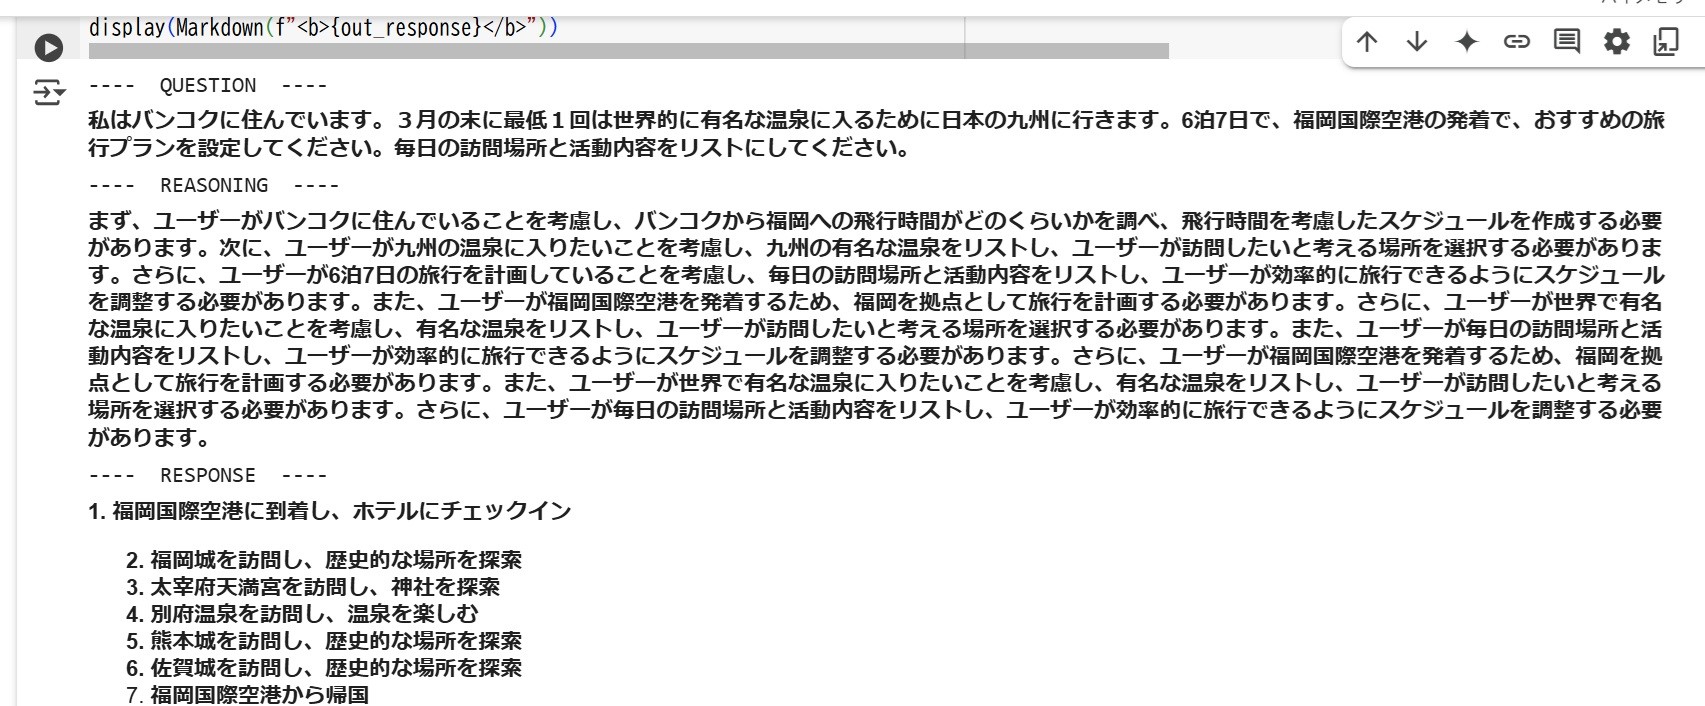 display(Markdown(f”<b>{out_response}</b>”))
---- QUESTION ----
私はバンコクに住んでいます。３月の末に最低１回は世界的に有名な温泉に入るために日本の九州に行きます。6泊7日で、福岡国際空港の発着で、おすすめの旅
行プランを設定してください。毎日の訪問場所と活動内容をリストにしてください。
---- REASONING ----
まず、ユーザーがバンコクに住んでいることを考慮し、バンコクから福岡への飛行時間がどのくらいかを調べ、飛行時間を考慮したスケジュールを作成する必要
があります。次に、ユーザーが九州の温泉に入りたいことを考慮し、九州の有名な温泉をリストし、ユーザーが訪問したいと考える場所を選択する必要がありま
す。さらに、ユーザーが6泊7日の旅行を計画していることを考慮し、毎日の訪問場所と活動内容をリストし、ユーザーが効率的に旅行できるようにスケジュール
を調整する必要があります。また、ユーザーが福岡国際空港を発着するため、福岡を拠点として旅行を計画する必要があります。さらに、ユーザーが世界で有名
な温泉に入りたいことを考慮し、有名な温泉をリストし、ユーザーが訪問したいと考える場所を選択する必要があります。また、ユーザーが毎日の訪問場所と活
動内容をリストし、ユーザーが効率的に旅行できるようにスケジュールを調整する必要があります。さらに、ユーザーが福岡国際空港を発着するため、福岡を拠
点として旅行を計画する必要があります。また、ユーザーが世界で有名な温泉に入りたいことを考慮し、有名な温泉をリストし、ユーザーが訪問したいと考える
場所を選択する必要があります。さらに、ユーザーが毎日の訪問場所と活動内容をリストし、ユーザーが効率的に旅行できるようにスケジュールを調整する必要
があります。
---- RESPONSE ----
1. 福岡国際空港に到着し、ホテルにチェックイン
2. 福岡城を訪問し、歴史的な場所を探索
3. 太宰府天満宮を訪問し、神社を探索
4. 別府温泉を訪問し、温泉を楽しむ
5. 熊本城を訪問し、歴史的な場所を探索
6. 佐賀城を訪問し、歴史的な場所を探索
7. 福岡国際空港から帰国